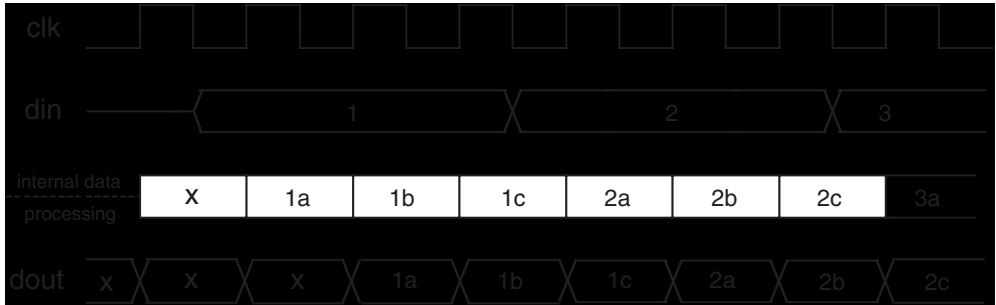 clk
din 1 2 3
internal data
processing
x 1a 1b 1c 2a 2b 2c 3a
dout x x x 1a 1b 1c 2a 2b 2c